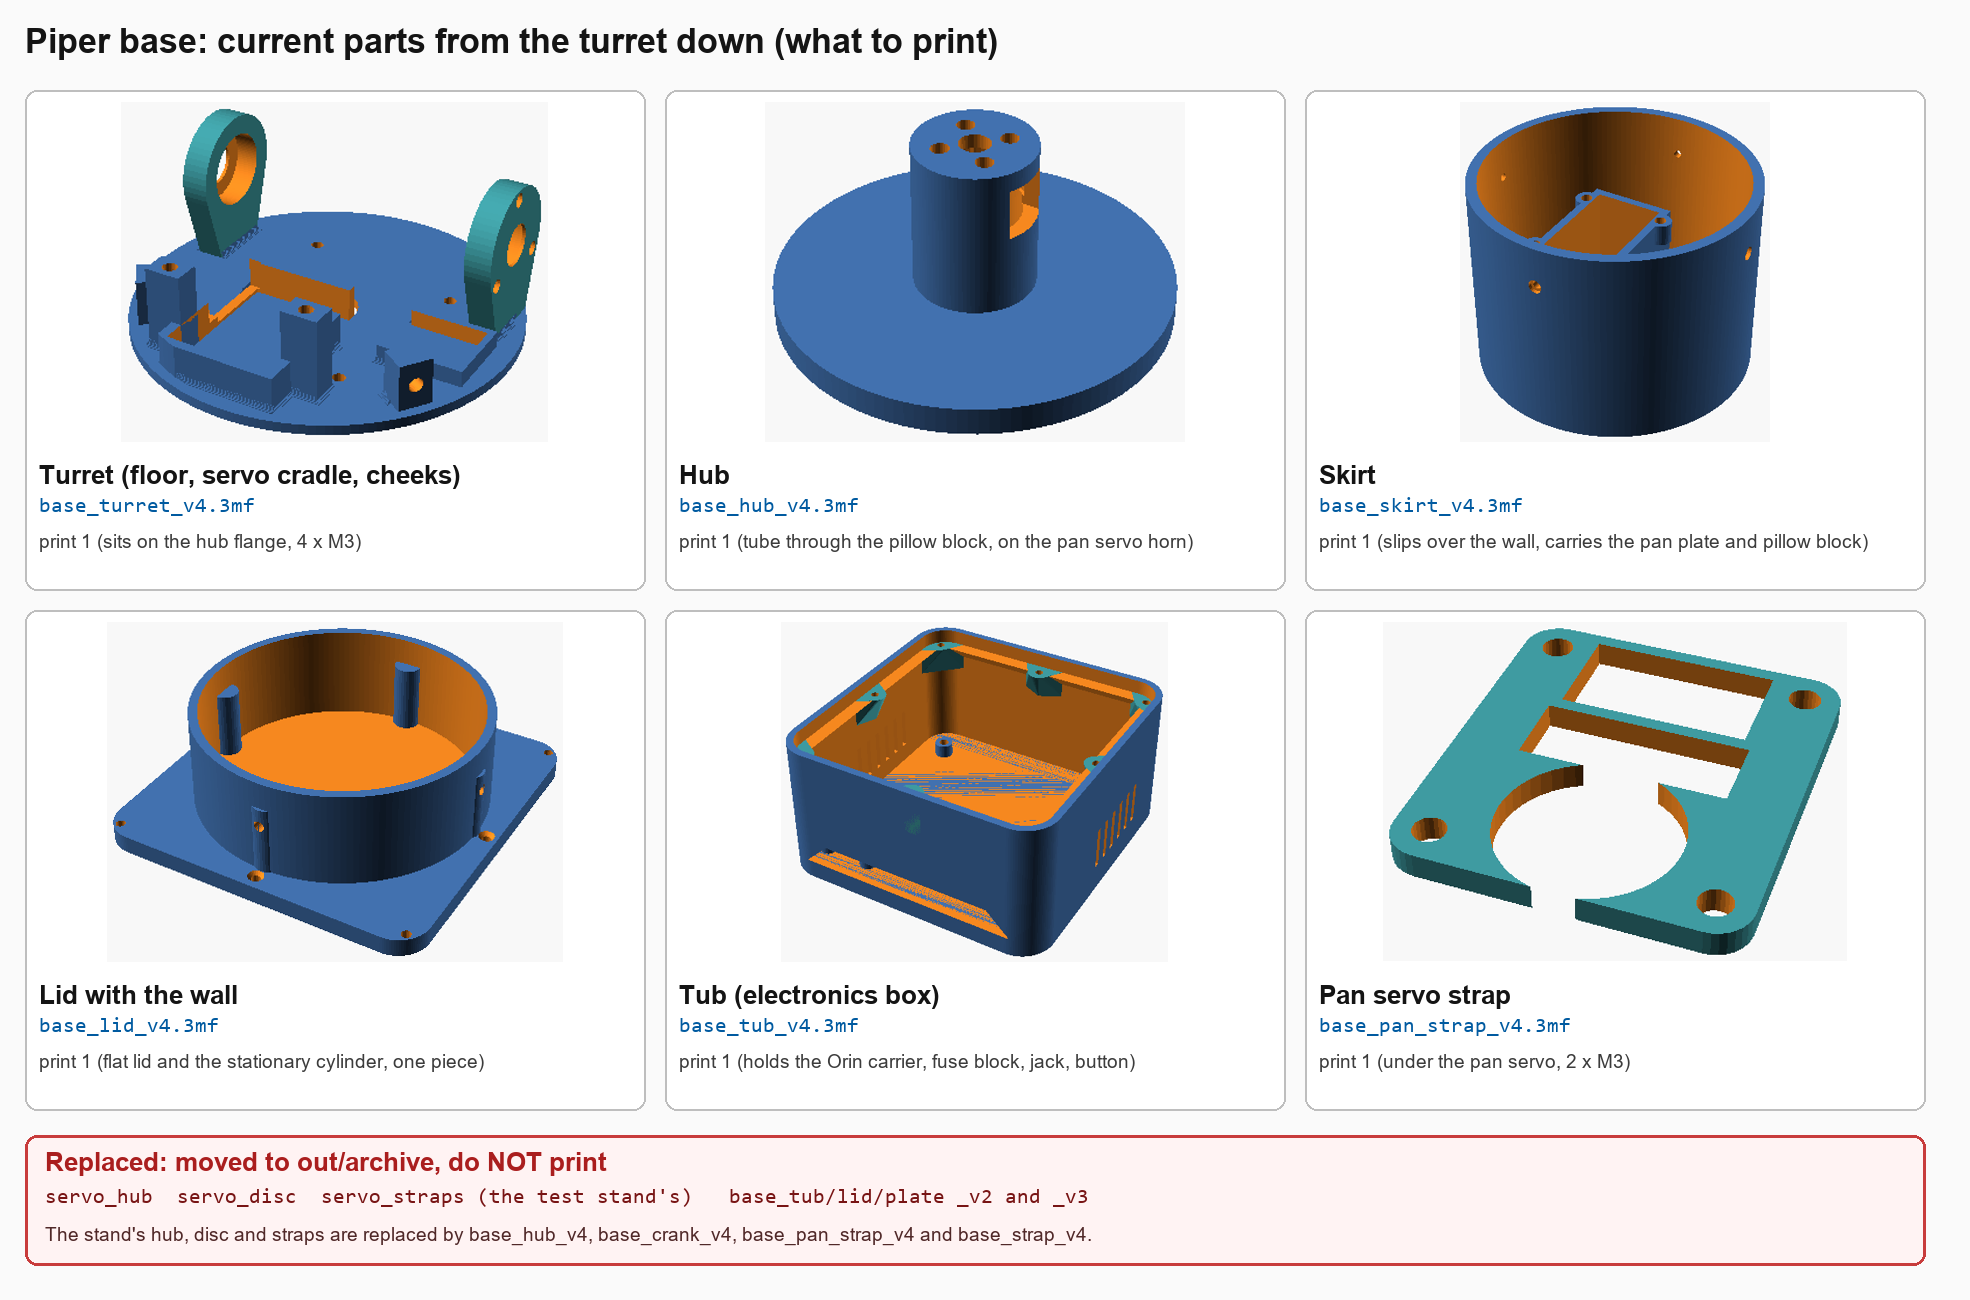 Piper base: current parts from the turret down (what to print)
Turret (floor, servo cradle, cheeks)
base_turret_v4.3mf
print 1 (sits on the hub flange, 4 x M3)
Hub
base_hub_v4.3mf
print 1 (tube through the pillow block, on the pan servo horn)
Skirt
base_skirt_v4.3mf
print 1 (slips over the wall, carries the pan plate and pillow block)
Lid with the wall
base_lid_v4.3mf
print 1 (flat lid and the stationary cylinder, one piece)
Tub (electronics box)
base_tub_v4.3mf
print 1 (holds the Orin carrier, fuse block, jack, button)
Pan servo strap
base_pan_strap_v4.3mf
print 1 (under the pan servo, 2 x M3)
Replaced: moved to out/archive, do NOT print
servo_hub  servo_disc  servo_straps (the test stand's)   base_tub/lid/plate _v2 and _v3
The stand's hub, disc and straps are replaced by base_hub_v4, base_crank_v4, base_pan_strap_v4 and base_strap_v4.